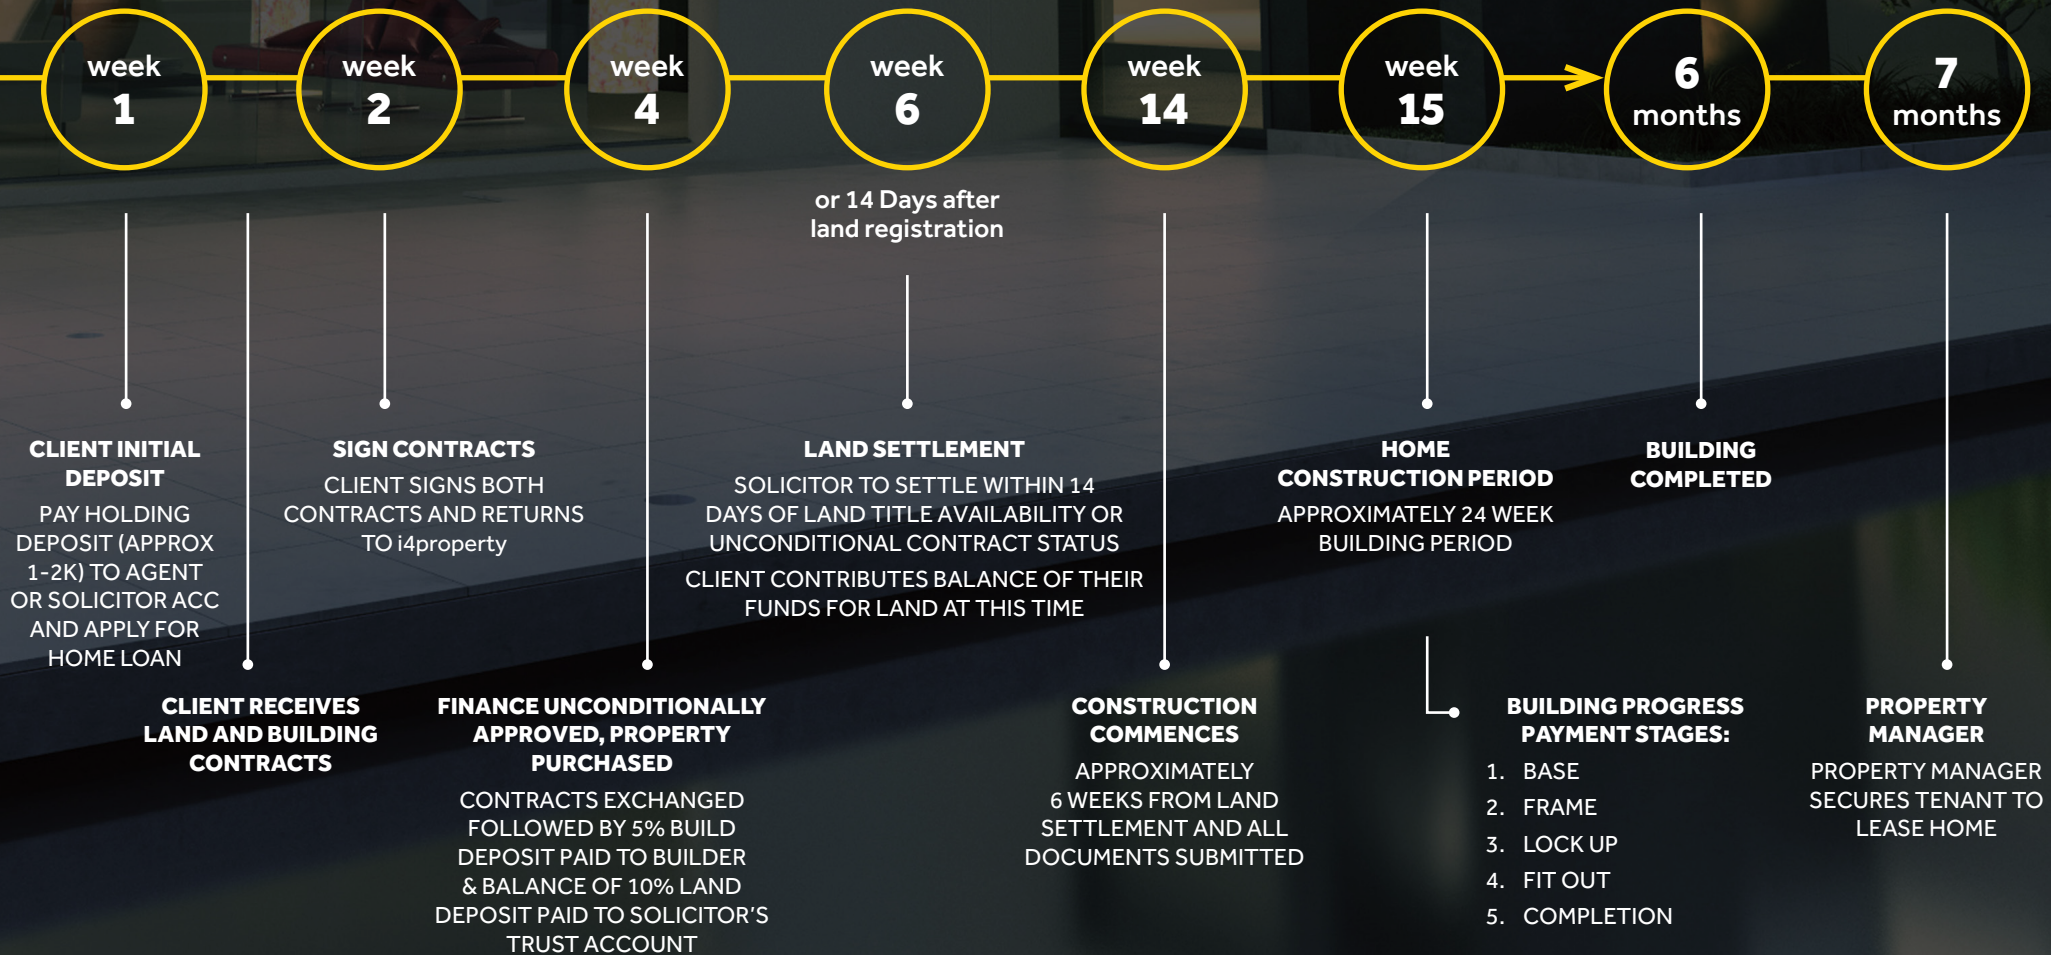 week
1
week
2
week
4
week
6
week
14
week
15
6
months
7
months
or 14 Days after
land registration
CLIENT INITIAL
DEPOSIT
PAY HOLDING
DEPOSIT (APPROX
1-2K) TO AGENT
OR SOLICITOR ACC
AND APPLY FOR
HOME LOAN
CLIENT RECEIVES
LAND AND BUILDING
CONTRACTS
SIGN CONTRACTS
CLIENT SIGNS BOTH
CONTRACTS AND RETURNS
TO i4property
FINANCE UNCONDITIONALLY
APPROVED, PROPERTY
PURCHASED
CONTRACTS EXCHANGED
FOLLOWED BY 5% BUILD
DEPOSIT PAID TO BUILDER
& BALANCE OF 10% LAND
DEPOSIT PAID TO SOLICITOR'S
TRUST ACCOUNT
LAND SETTLEMENT
SOLICITOR TO SETTLE WITHIN 14
DAYS OF LAND TITLE AVAILABILITY OR
UNCONDITIONAL CONTRACT STATUS
CLIENT CONTRIBUTES BALANCE OF THEIR
FUNDS FOR LAND AT THIS TIME
CONSTRUCTION
COMMENCES
APPROXIMATELY
6 WEEKS FROM LAND
SETTLEMENT AND ALL
DOCUMENTS SUBMITTED
HOME
CONSTRUCTION PERIOD
APPROXIMATELY 24 WEEK
BUILDING PERIOD
BUILDING PROGRESS
PAYMENT STAGES:
1. BASE
2. FRAME
3. LOCK UP
4. FIT OUT
5. COMPLETION
BUILDING
COMPLETED
PROPERTY
MANAGER
PROPERTY MANAGER
SECURES TENANT TO
LEASE HOME